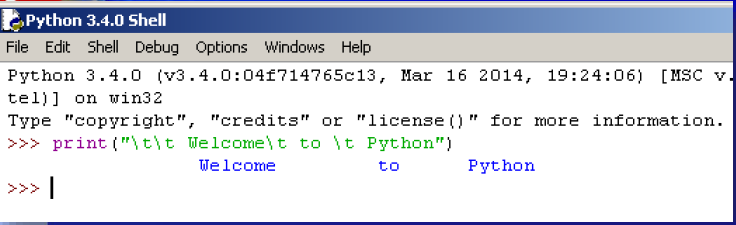 Python 3.4.0 Shell
File Edit Shell Debug Options Windows Help
Python 3.4.0 (v3.4.0:04f714765c13, Mar 16 2014, 19:24:06) [MSC v.
tel)] on win32
Type "copyright", "credits" or "license()" for more information.
>>> print("\t\t Welcome\t to \t Python")
Welcome to Python
>>>